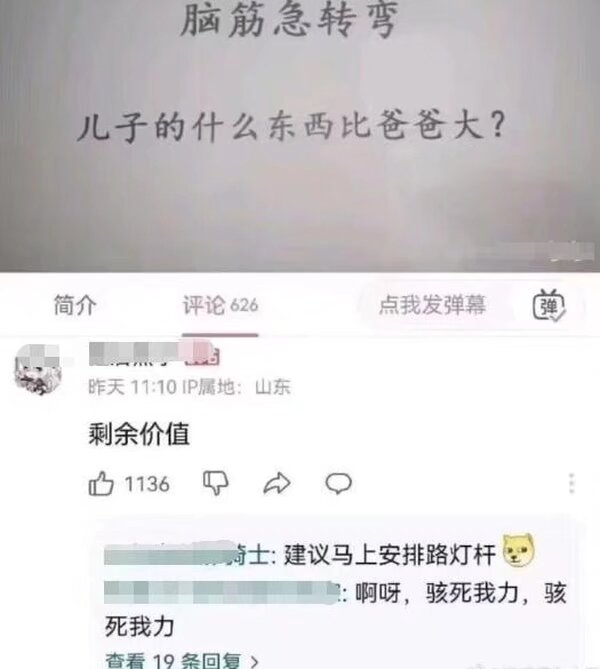 脑筋急转弯
儿子的什么东西比爸爸大?
简介
评论 626
点我发弹幕
弹
昨天 11:10 IP属地：山东
剩余价值
1136
骑士: 建议马上安排路灯杆
: 啊呀，骇死我力，骇
死我力
查看 19 条回复 >